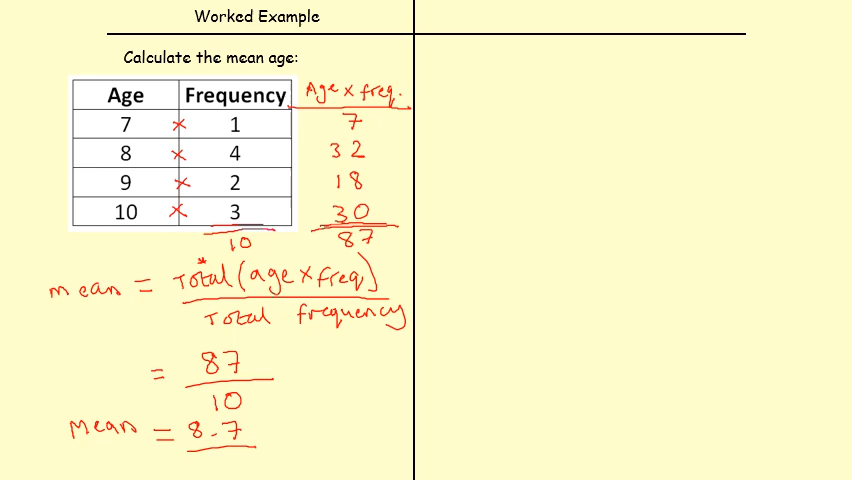 Worked Example
Calculate the mean age:
Age Frequency Age x freq.
7 x 1 7
8 x 4 32
9 x 2 18
10 x 3 30
10 87
mean = Total (age x freq)
Total frequency
= 87
10
Mean = 8.7